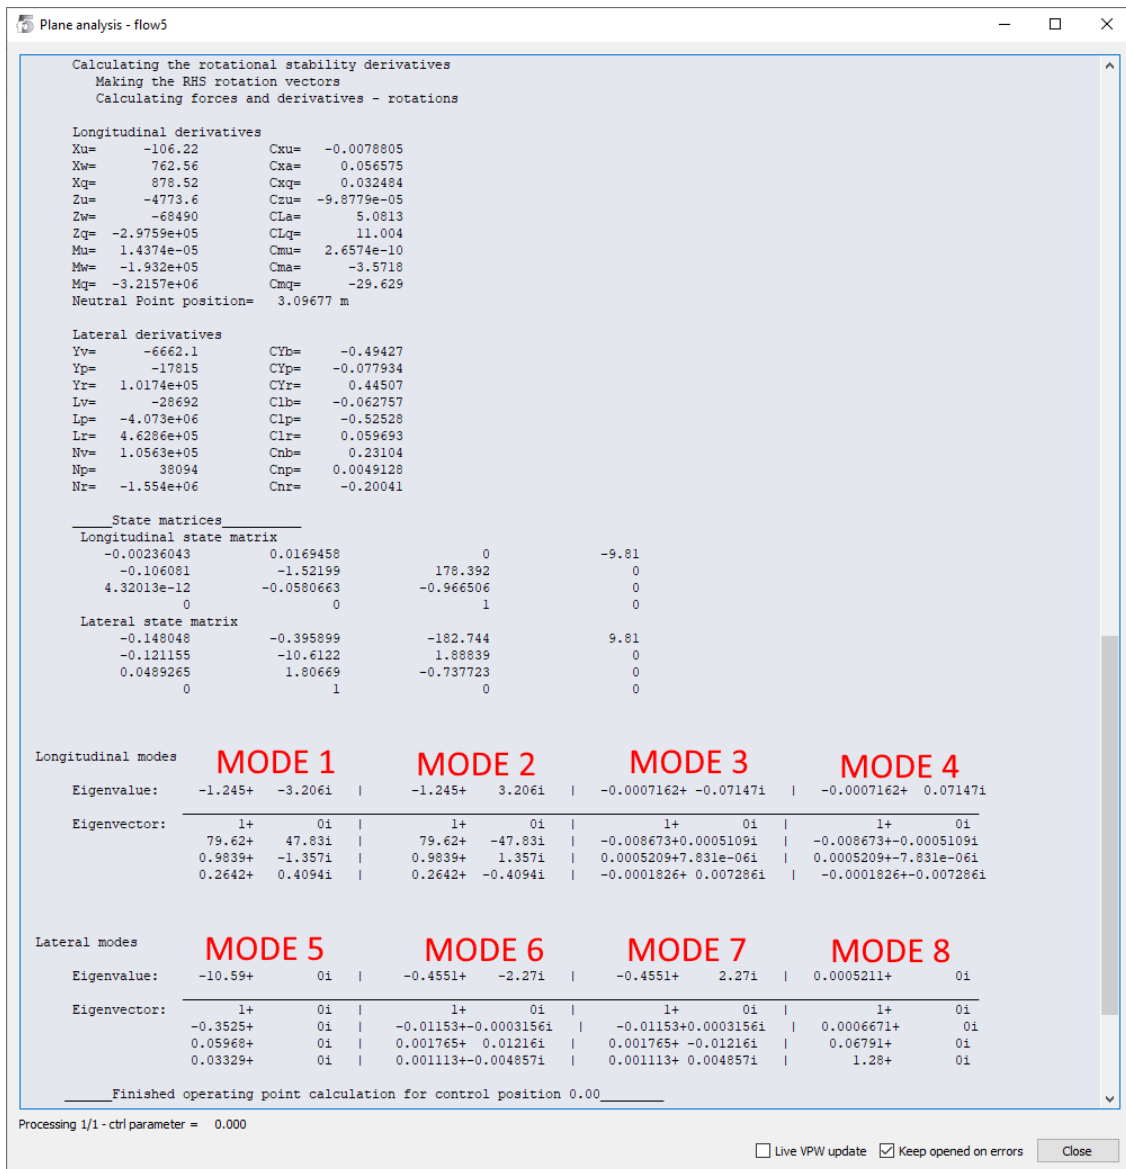 Plane analysis - flow5
Calculating the rotational stability derivatives
Making the RHS rotation vectors
Calculating forces and derivatives - rotations
Longitudinal derivatives
Xu= -106.22 Cxu= -0.0078805
Xw= 762.56 Cxa= 0.056575
Xq= 878.52 Cxq= 0.032484
Zu= -4773.6 Czu= -9.8779e-05
Zw= -68490 CLa= 5.0813
Zq= -2.9759e+05 CLq= 11.004
Mu= 1.4374e-05 Cmu= 2.6574e-10
Mw= -1.932e+05 Cma= -3.5718
Mq= -3.2157e+06 Cmq= -29.629
Neutral Point position= 3.09677 m
Lateral derivatives
Yv= -6662.1 CYb= -0.49427
Yp= -17815 CYp= -0.077934
Yr= 1.0174e+05 CYr= 0.44507
Lv= -28692 Clb= -0.062757
Lp= -4.073e+06 Clp= -0.52528
Lr= 4.6286e+05 Clr= 0.059693
Nv= 1.0563e+05 Cnb= 0.23104
Np= 38094 Cnp= 0.0049128
Nr= -1.554e+06 Cnr= -0.20041
_____State matrices__________
Longitudinal state matrix
-0.00236043 0.0169458 0 -9.81
-0.106081 -1.52199 178.392 0
4.32013e-12 -0.0580663 -0.966506 0
0 0 1 0
Lateral state matrix
-0.148048 -0.395899 -182.744 9.81
-0.121155 -10.6122 1.88839 0
0.0489265 1.80669 -0.737723 0
0 1 0 0
Longitudinal modes MODE 1 MODE 2 MODE 3 MODE 4
Eigenvalue: -1.245+ -3.206i | -1.245+ 3.206i | -0.0007162+ -0.07147i | -0.0007162+ 0.07147i
Eigenvector: 1+ 0i | 1+ 0i | 1+ 0i | 1+ 0i
79.62+ 47.83i | 79.62+ -47.83i | -0.008673+0.0005109i | -0.008673+-0.0005109i
0.9839+ -1.357i | 0.9839+ 1.357i | 0.0005209+7.831e-06i | 0.0005209+-7.831e-06i
0.2642+ 0.4094i | 0.2642+ -0.4094i | -0.0001826+ 0.007286i | -0.0001826+-0.007286i
Lateral modes MODE 5 MODE 6 MODE 7 MODE 8
Eigenvalue: -10.59+ 0i | -0.4551+ -2.27i | -0.4551+ 2.27i | 0.0005211+ 0i
Eigenvector: 1+ 0i | 1+ 0i | 1+ 0i | 1+ 0i
-0.3525+ 0i | -0.01153+-0.0003156i | -0.01153+0.0003156i | 0.0006671+ 0i
0.05968+ 0i | 0.001765+ 0.01216i | 0.001765+ -0.01216i | 0.06791+ 0i
0.03329+ 0i | 0.001113+-0.004857i | 0.001113+ 0.004857i | 1.28+ 0i
______Finished operating point calculation for control position 0.00________
Processing 1/1 - ctrl parameter = 0.000
Live VPW update Keep opened on errors Close